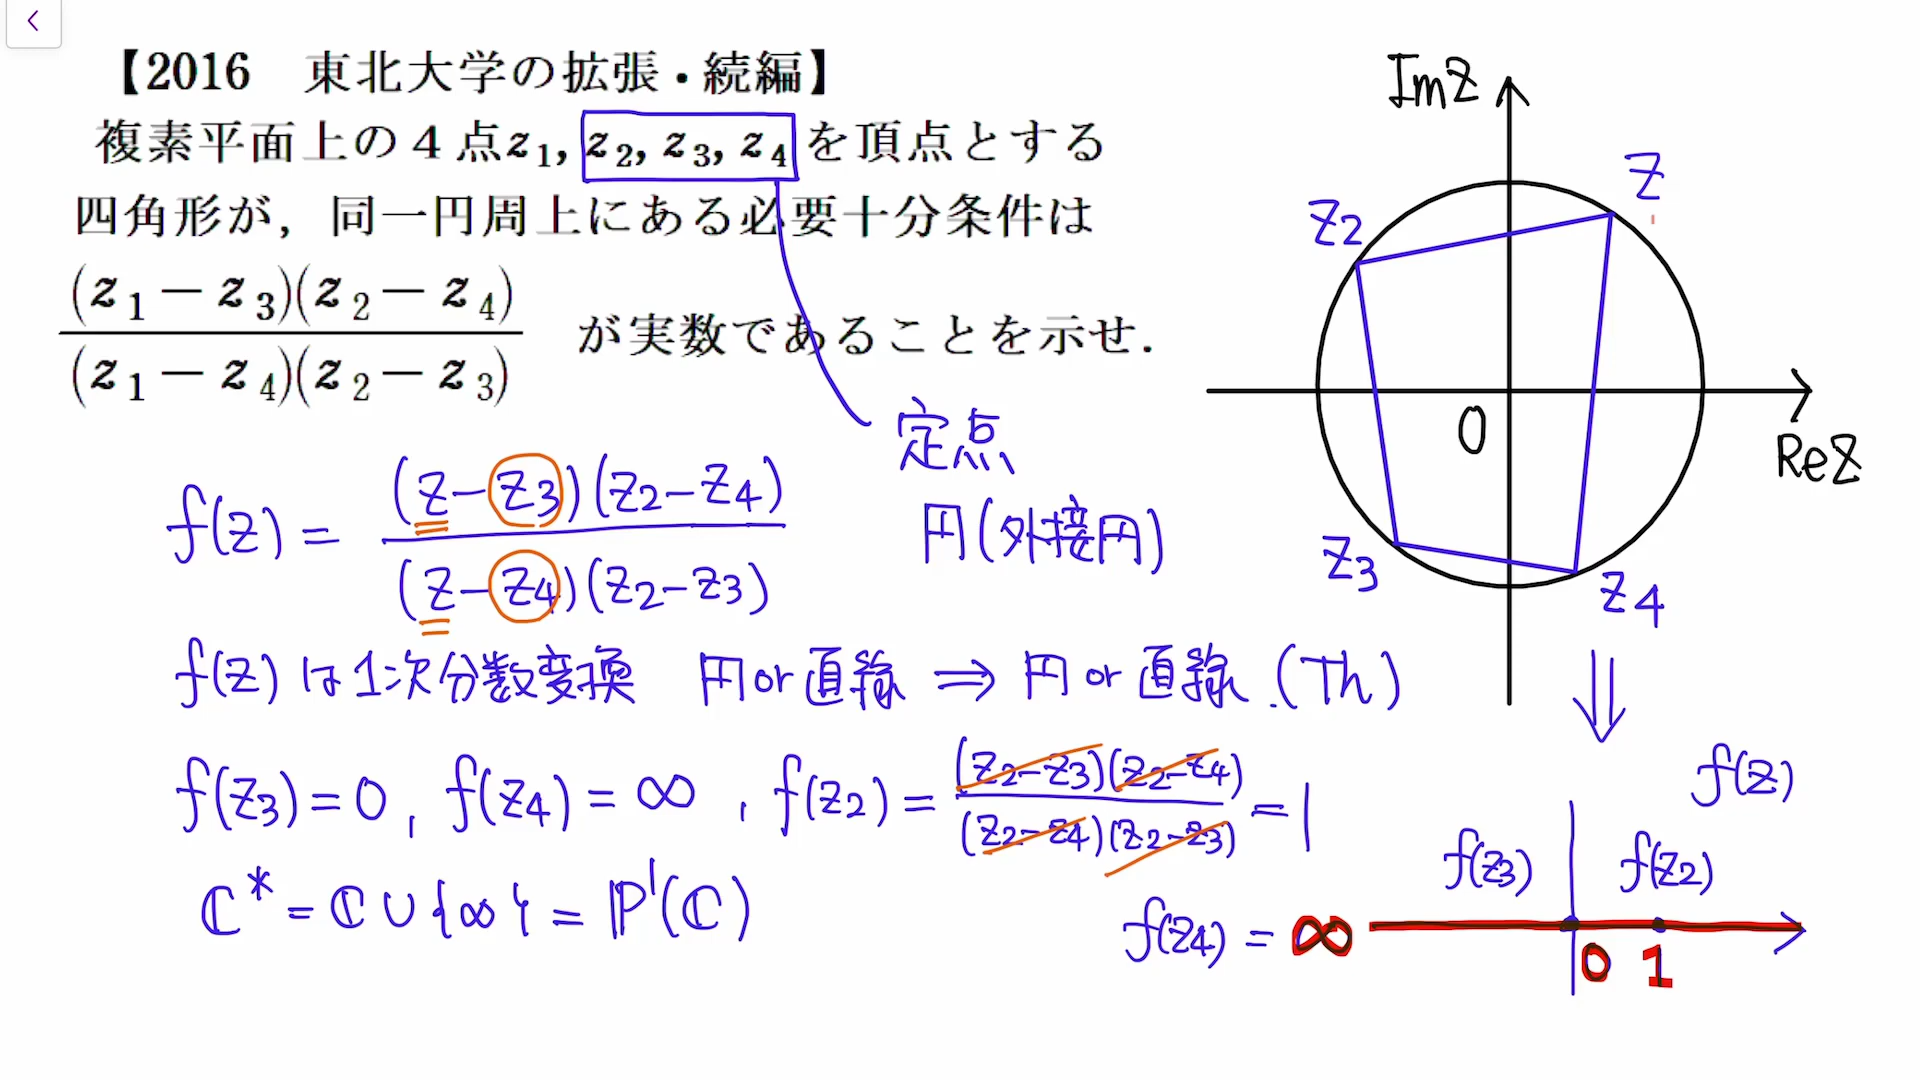 【2016 東北大学の拡張・続編】
複素平面上の4点z1, z2, z3, z4 を頂点とする
四角形が, 同一円周上にある必要十分条件は
(z1 − z3)(z2 − z4)
(z1 − z4)(z2 − z3)
が実数であることを示せ.
定点
円(外接円)
f(z) =
(z−z3)(z2−z4)
(z−z4)(z2−z3)
f(z) は1次分数変換 円or直線 ⇒ 円or直線.(Th)
f(z3)=0, f(z4)=∞, f(z2)=
(z2−z3)(z2−z4)
(z2−z4)(z2−z3)
=1
ℂ*=ℂ∪{∞}=ℙ¹(ℂ)
Imz
z
z2
0
Rez
z3
z4
⇓
f(z)
f(z3)
f(z2)
f(z4) = ∞
0 1